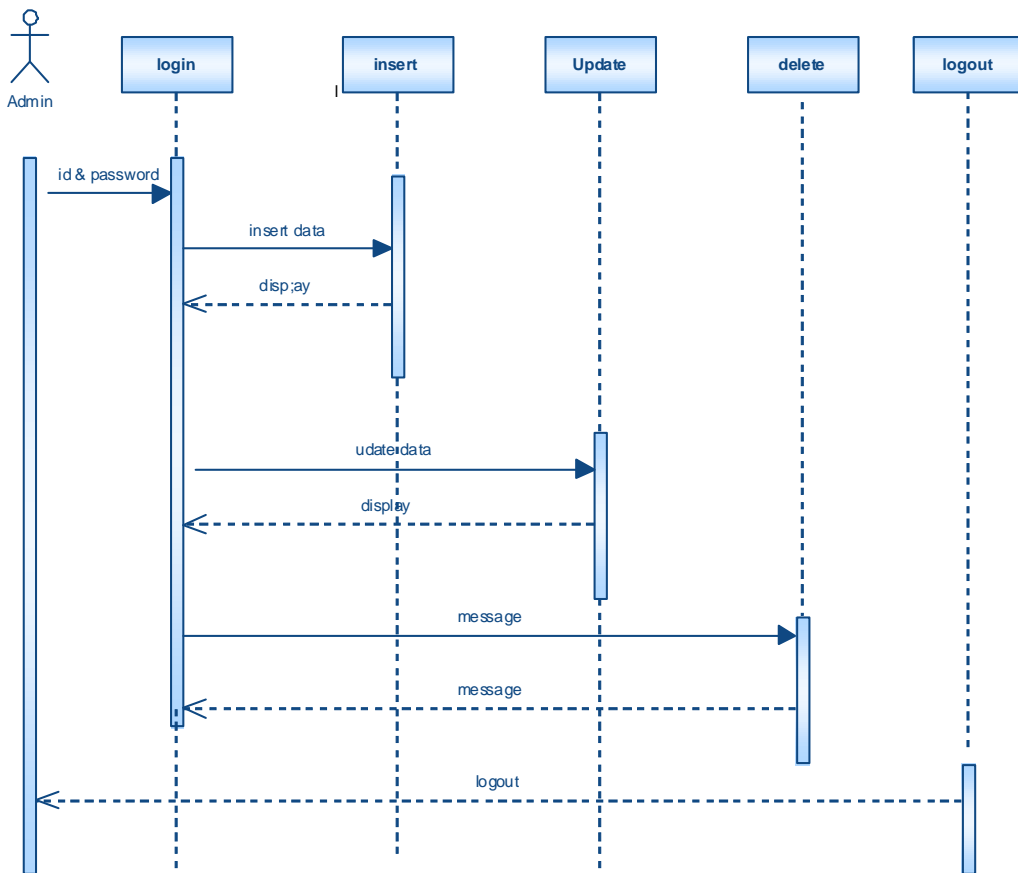 login
insert
Update
delete
logout
Admin
id & password
insert data
disp;ay
udate data
display
message
message
logout